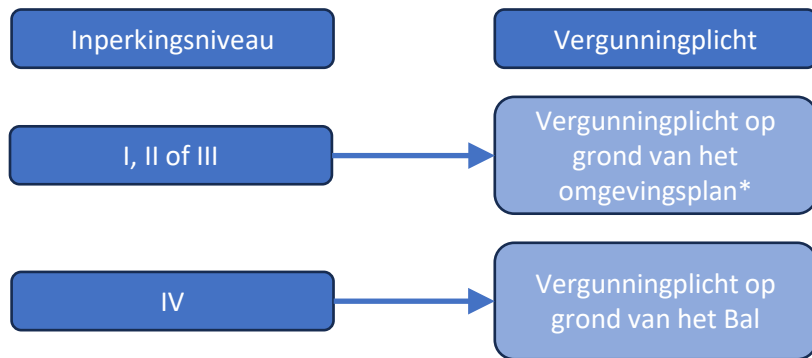 Inperkingsniveau
Vergunningplicht
I, II of III
Vergunningplicht op
grond van het
omgevingsplan*
IV
Vergunningplicht op
grond van het Bal